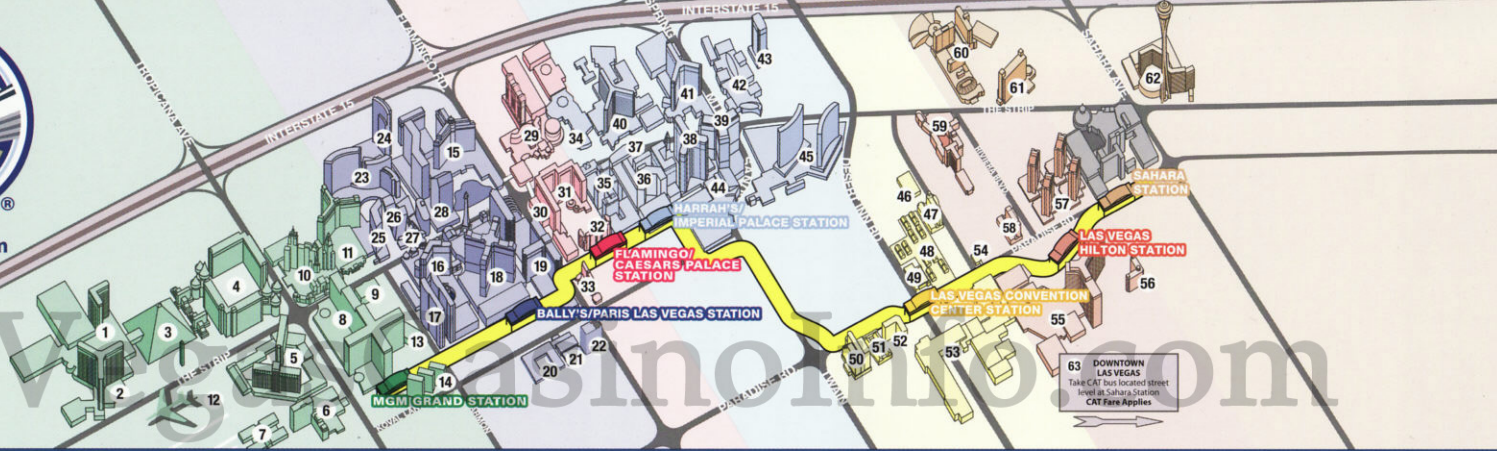 INTERSTATE 15
SAHARA AVE
43
60
61
62
TROPICANA AVE
FLAMINGO RD
INTERSTATE 15
THE STRIP
42
41
59
24
15
29
34
40
39
38
37
45
23
28
31
35
36
44
46
47
57
SAHARA
STATION
®
26
27
25
30
32
HARRAH'S/
IMPERIAL PALACE STATION
DESERT INN RD
58
PARADISE RD
LAS VEGAS
HILTON STATION
11
10
4
9
16
18
19
33
FLAMINGO/
CAESARS PALACE
STATION
48
49
54
56
1
3
8
17
13
BALLY'S/PARIS LAS VEGAS STATION
LAS VEGAS CONVENTION
CENTER STATION
55
2
THE STRIP
5
12
6
7
14
MGM GRAND STATION
20
21
22
PARADISE RD
50
51
52
53
63
DOWNTOWN
LAS VEGAS
Take CAT bus located street
level at Sahara Station
CAT Fare Applies
VegasCasinoInfo.com